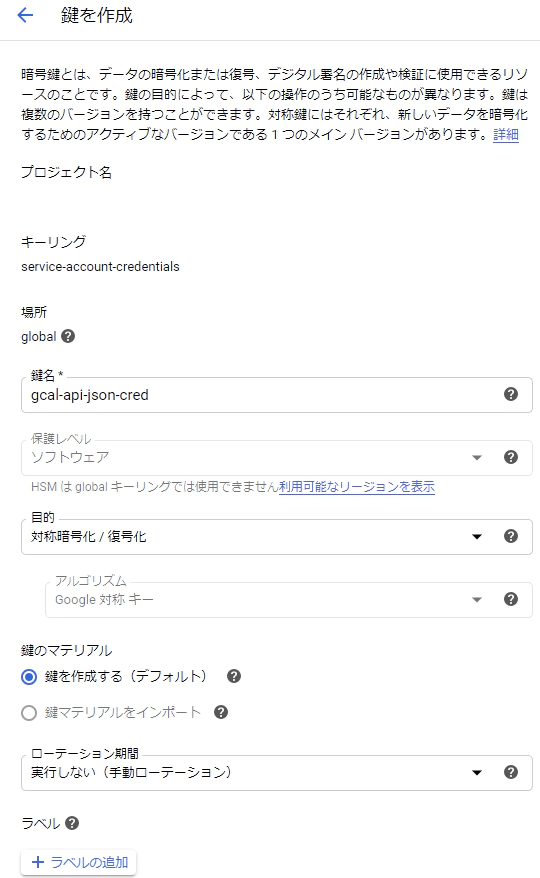 鍵を作成
暗号鍵とは、データの暗号化または復号、デジタル署名の作成や検証に使用できるリソ
ースのことです。鍵の目的によって、以下の操作のうち可能なものが異なります。鍵は
複数のバージョンを持つことができます。対称鍵にはそれぞれ、新しいデータを暗号化
するためのアクティブなバージョンである 1 つのメイン バージョンがあります。詳細
プロジェクト名
キーリング
service-account-credentials
場所
global
鍵名 *
gcal-api-json-cred
保護レベル
ソフトウェア
HSM は global キーリングでは使用できません利用可能なリージョンを表示
目的
対称暗号化 / 復号化
アルゴリズム
Google 対称 キー
鍵のマテリアル
鍵を作成する（デフォルト）
鍵マテリアルをインポート
ローテーション期間
実行しない（手動ローテーション）
ラベル
+ ラベルの追加